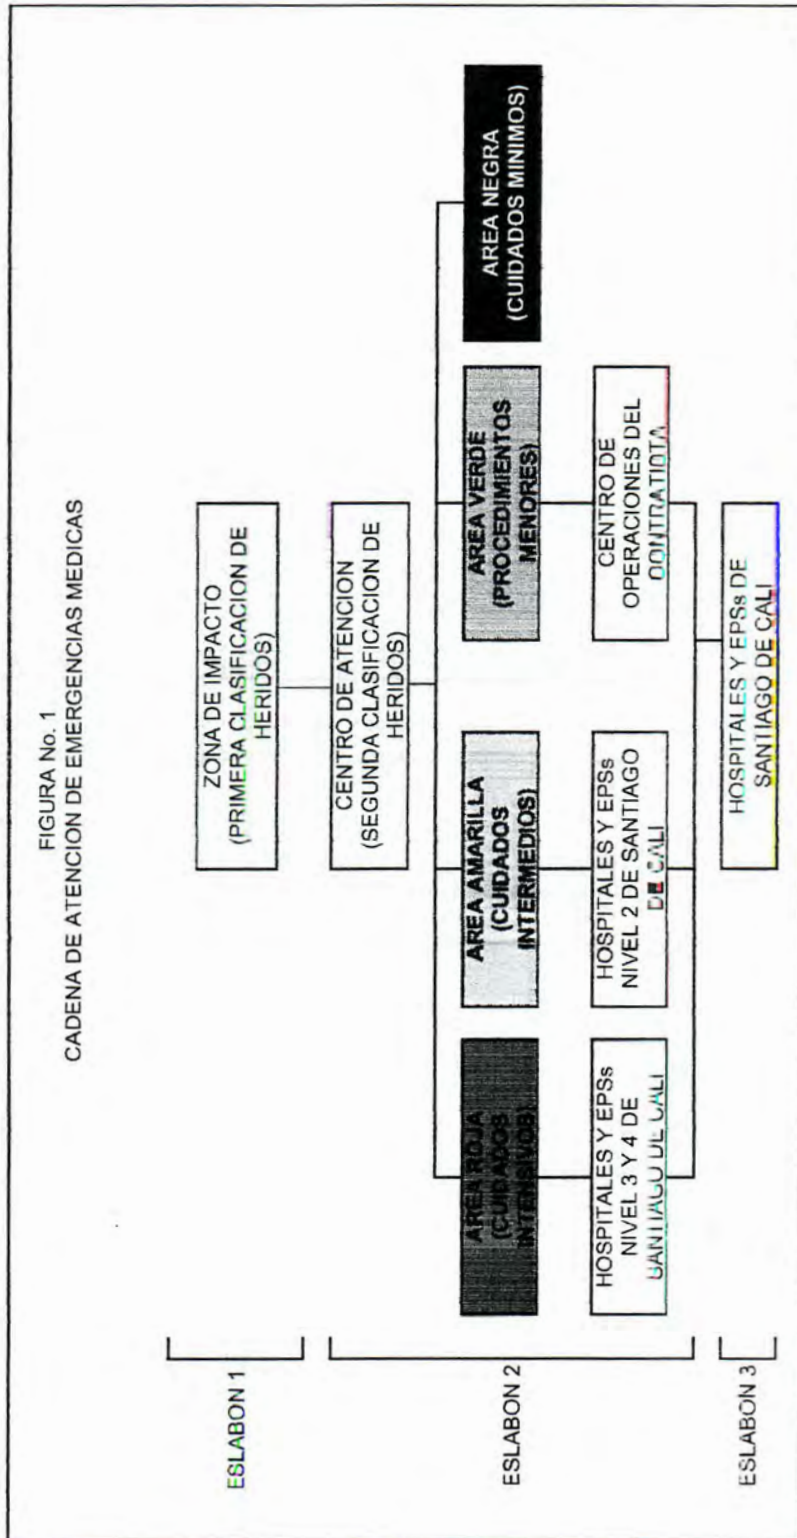 FIGURA No. 1
CADENA DE ATENCION DE EMERGENCIAS MEDICAS
ESLABON 1
ZONA DE IMPACTO
(PRIMERA CLASIFICACION DE
HERIDOS)
ESLABON 2
CENTRO DE ATENCION
(SEGUNDA CLASIFICACION DE
HERIDOS)
AREA ROJA
(CUIDADOS
INTENSIVOS)
AREA AMARILLA
(CUIDADOS
INTERMEDIOS)
AREA VERDE
(PROCEDIMIENTOS
MENORES)
AREA NEGRA
(CUIDADOS MINIMOS)
HOSPITALES Y EPSs
NIVEL 3 Y 4 DE
SANTIAGO DE CALI
HOSPITALES Y EPSs
NIVEL 2 DE SANTIAGO
DE CALI
CENTRO DE
OPERACIONES DEL
CONTRATISTA
ESLABON 3
HOSPITALES Y EPSs DE
SANTIAGO DE CALI